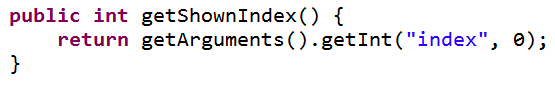 public int getShownIndex() {
    return getArguments().getInt("index", 0);
}